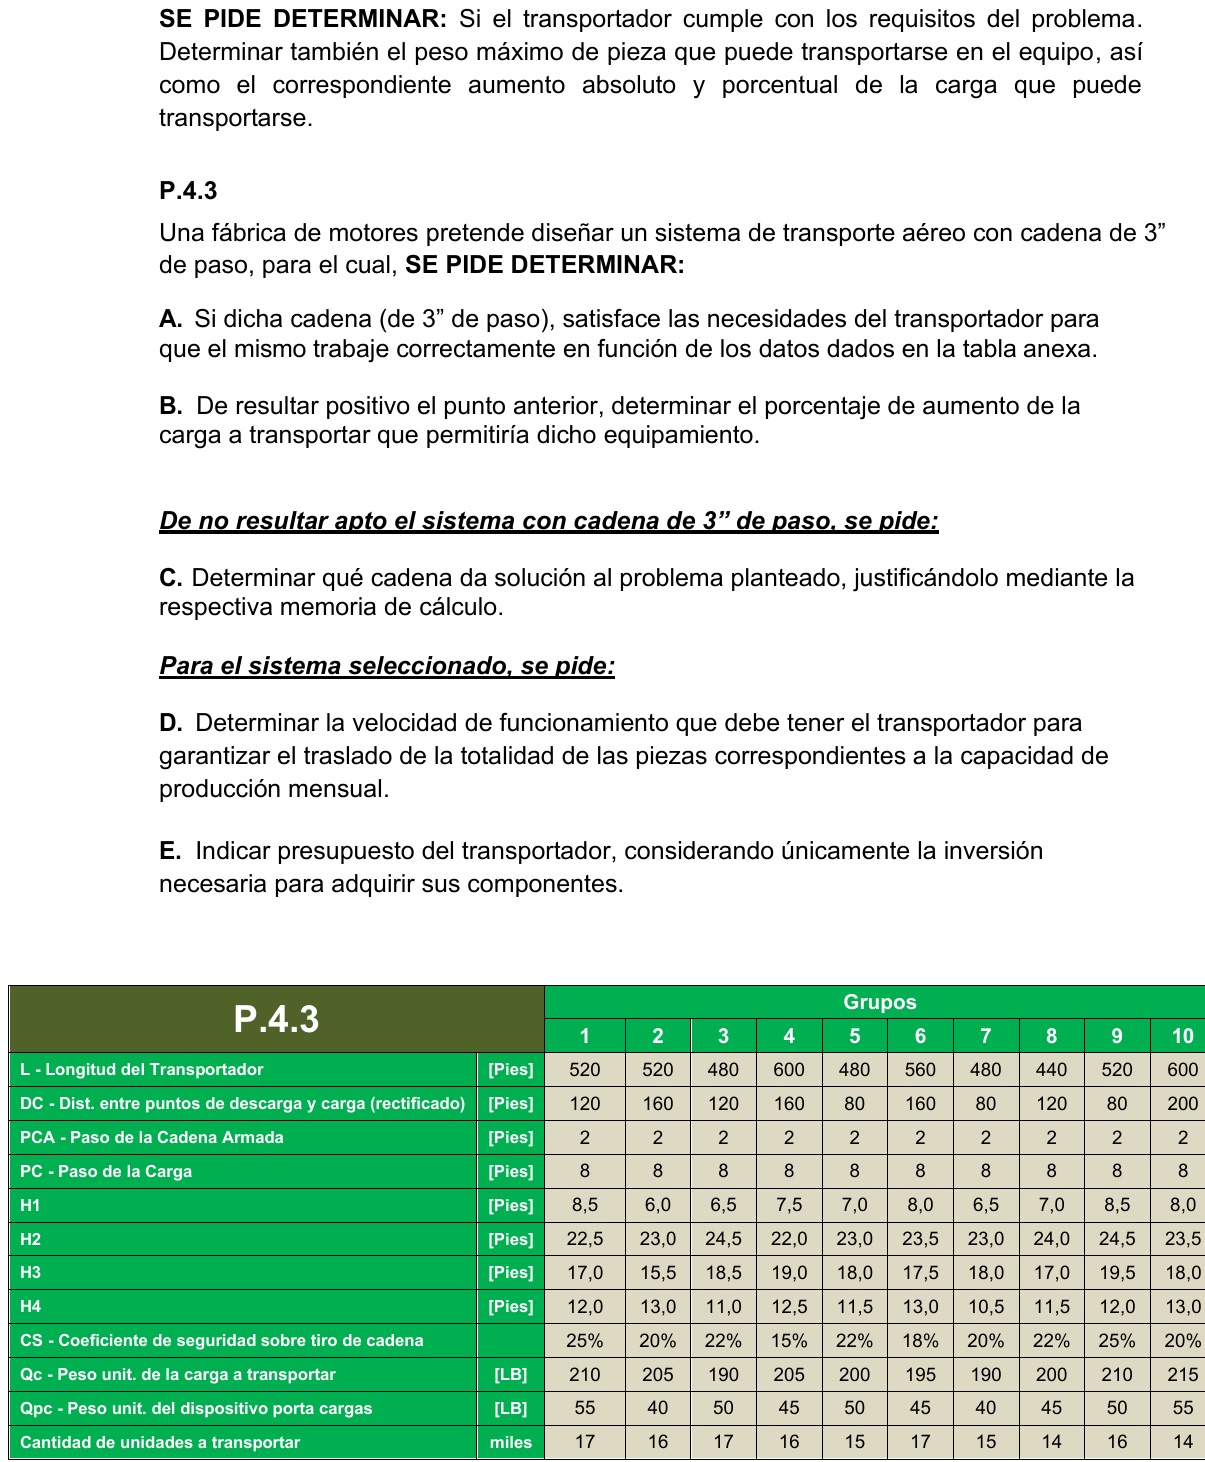 SE PIDE DETERMINAR: Si el transportador cumple con los requisitos del problema.
Determinar también el peso máximo de pieza que puede transportarse en el equipo, así
como el correspondiente aumento absoluto y porcentual de la carga que puede
transportarse.
P.4.3
Una fábrica de motores pretende diseñar un sistema de transporte aéreo con cadena de 3”
de paso, para el cual, SE PIDE DETERMINAR:
A. Si dicha cadena (de 3” de paso), satisface las necesidades del transportador para
que el mismo trabaje correctamente en función de los datos dados en la tabla anexa.
B. De resultar positivo el punto anterior, determinar el porcentaje de aumento de la
carga a transportar que permitiría dicho equipamiento.
De no resultar apto el sistema con cadena de 3” de paso, se pide:
C. Determinar qué cadena da solución al problema planteado, justificándolo mediante la
respectiva memoria de cálculo.
Para el sistema seleccionado, se pide:
D. Determinar la velocidad de funcionamiento que debe tener el transportador para
garantizar el traslado de la totalidad de las piezas correspondientes a la capacidad de
producción mensual.
E. Indicar presupuesto del transportador, considerando únicamente la inversión
necesaria para adquirir sus componentes.
P.4.3 Grupos
1 2 3 4 5 6 7 8 9 10
L - Longitud del Transportador [Pies] 520 520 480 600 480 560 480 440 520 600
DC - Dist. entre puntos de descarga y carga (rectificado) [Pies] 120 160 120 160 80 160 80 120 80 200
PCA - Paso de la Cadena Armada [Pies] 2 2 2 2 2 2 2 2 2 2
PC - Paso de la Carga [Pies] 8 8 8 8 8 8 8 8 8 8
H1 [Pies] 8,5 6,0 6,5 7,5 7,0 8,0 6,5 7,0 8,5 8,0
H2 [Pies] 22,5 23,0 24,5 22,0 23,0 23,5 23,0 24,0 24,5 23,5
H3 [Pies] 17,0 15,5 18,5 19,0 18,0 17,5 18,0 17,0 19,5 18,0
H4 [Pies] 12,0 13,0 11,0 12,5 11,5 13,0 10,5 11,5 12,0 13,0
CS - Coeficiente de seguridad sobre tiro de cadena 25% 20% 22% 15% 22% 18% 20% 22% 25% 20%
Qc - Peso unit. de la carga a transportar [LB] 210 205 190 205 200 195 190 200 210 215
Qpc - Peso unit. del dispositivo porta cargas [LB] 55 40 50 45 50 45 40 45 50 55
Cantidad de unidades a transportar miles 17 16 17 16 15 17 15 14 16 14